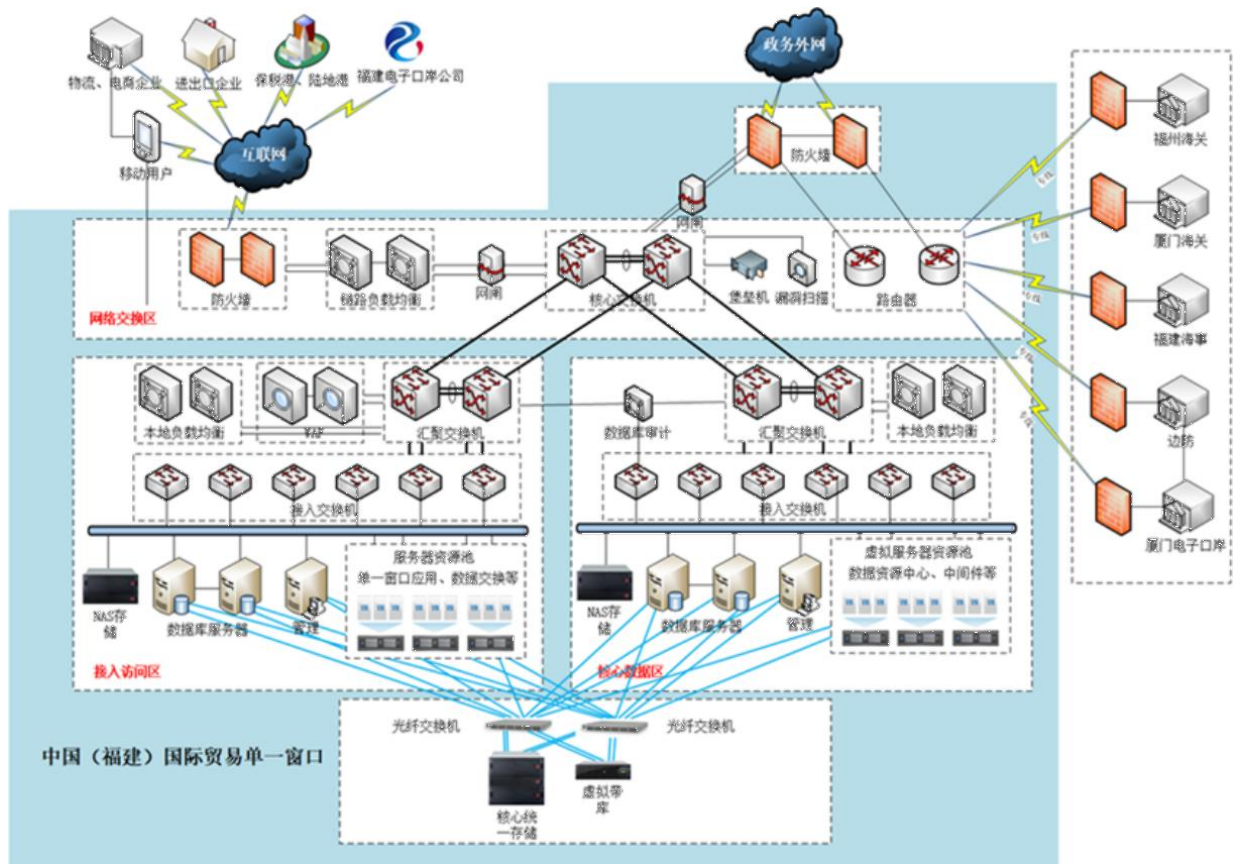 物流、电商企业
进出口企业
保税港、陆地港
福建电子口岸公司
政务外网
移动用户
互联网
防火墙
网闸
专线
福州海关
专线
厦门海关
专线
福建海事
专线
边防
专线
厦门电子口岸
防火墙
链路负载均衡
网闸
核心交换机
堡垒机
漏洞扫描
路由器
网络交换区
本地负载均衡
WAF
汇聚交换机
数据库审计
汇聚交换机
本地负载均衡
接入交换机
接入交换机
NAS存
储
数据库服务器
管理
服务器资源池
单一窗口应用、数据交换等
接入访问区
NAS存
储
数据库服务器
管理
虚拟服务器资源池
数据资源中心、中间件等
核心数据区
光纤交换机
光纤交换机
中国（福建）国际贸易单一窗口
核心统
一存储
虚拟带
库